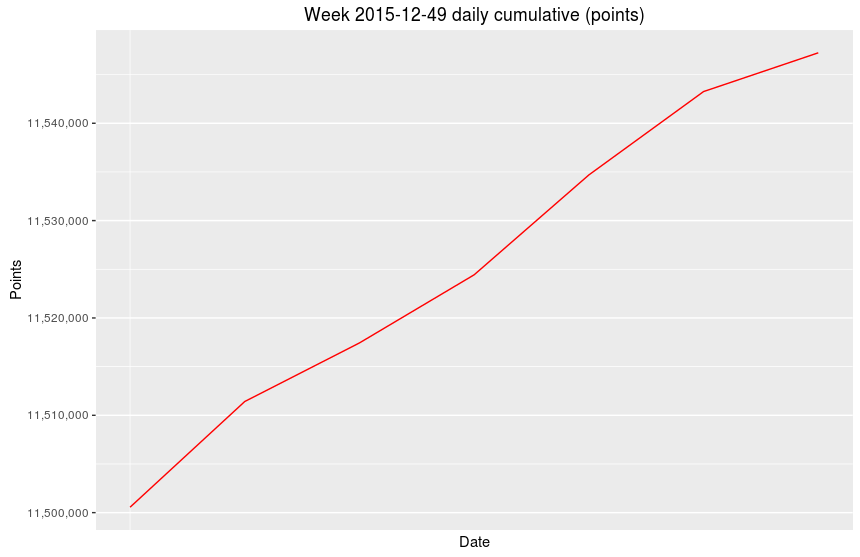 Week 2015-12-49 daily cumulative (points)
11,540,000
11,530,000
11,520,000
11,510,000
11,500,000
Points
Date